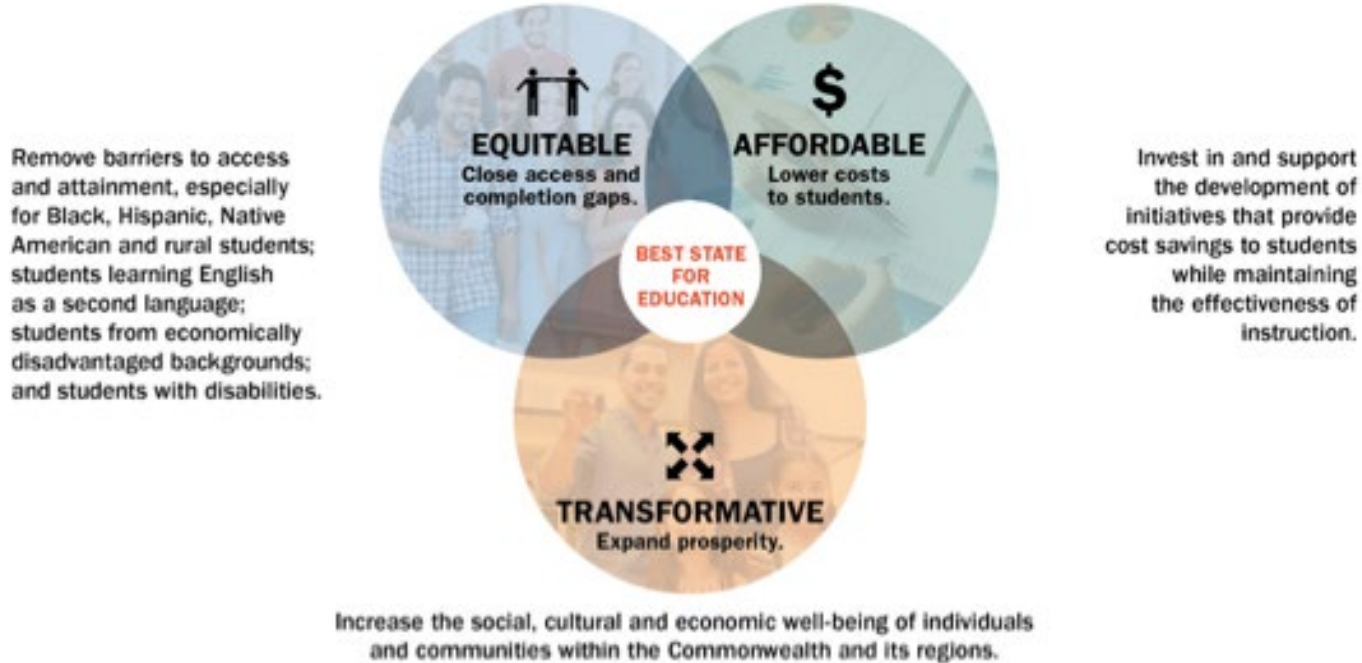 EQUITABLE
Close access and
completion gaps.
$
AFFORDABLE
Lower costs
to students.
Remove barriers to access
and attainment, especially
for Black, Hispanic, Native
American and rural students;
students learning English
as a second language;
students from economically
disadvantaged backgrounds;
and students with disabilities.
BEST STATE
FOR
EDUCATION
Invest in and support
the development of
initiatives that provide
cost savings to students
while maintaining
the effectiveness of
instruction.
TRANSFORMATIVE
Expand prosperity.
Increase the social, cultural and economic well-being of individuals
and communities within the Commonwealth and its regions.